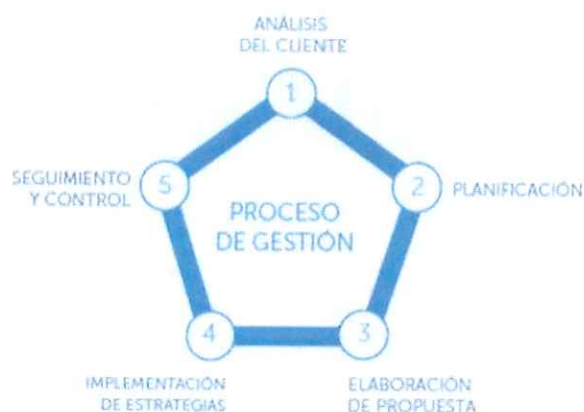 ANÁLISIS
DEL CLIENTE
1
2
PLANIFICACIÓN
3
ELABORACIÓN
DE PROPUESTA
4
IMPLEMENTACIÓN
DE ESTRATEGIAS
5
SEGUIMIENTO
Y CONTROL
PROCESO
DE GESTIÓN